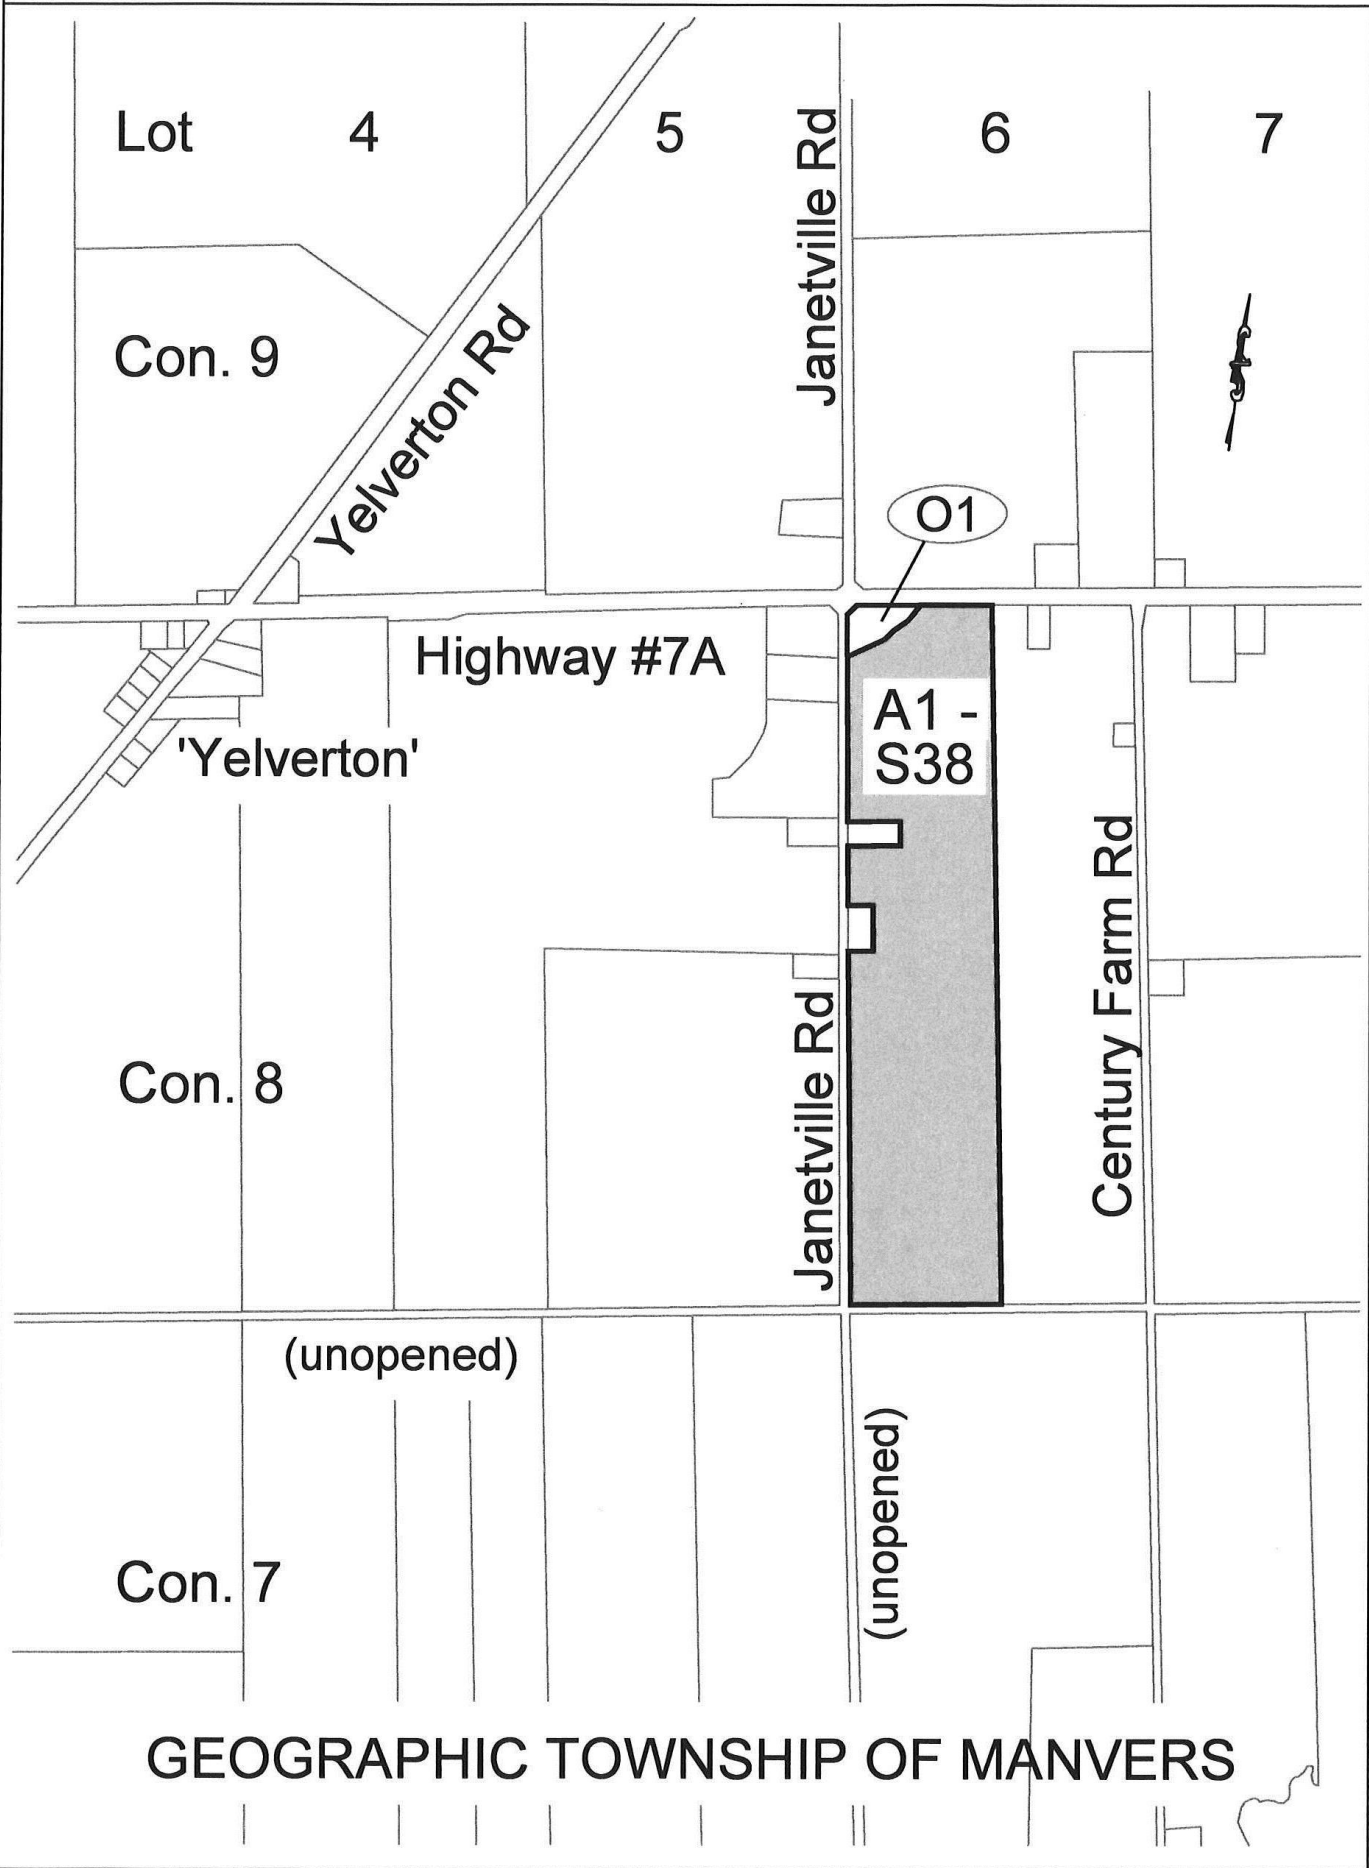 Lot 4 5 6 7
Janetville Rd
Con. 9
Yelverton Rd
O1
Highway #7A
A1 -
S38
'Yelverton'
Century Farm Rd
Janetville Rd
Con. 8
(unopened)
(unopened)
Con. 7
GEOGRAPHIC TOWNSHIP OF MANVERS